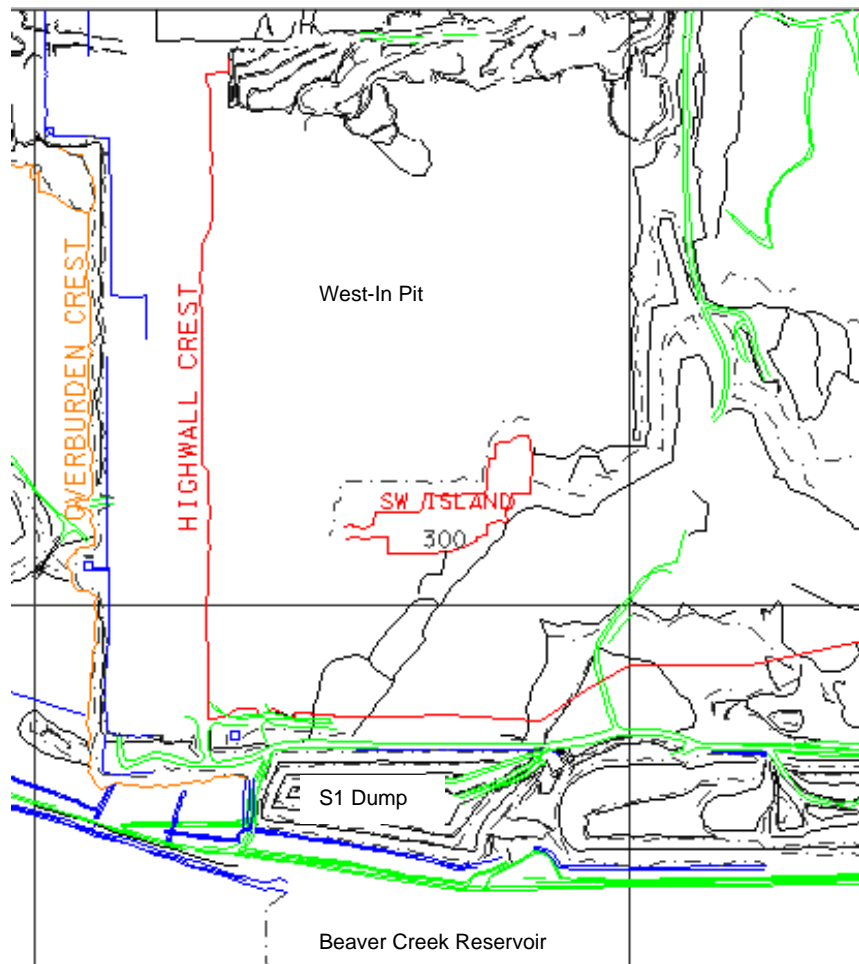 West-In Pit
OVERBURDEN CREST
HIGHWALL CREST
SW ISLAND
300
S1 Dump
Beaver Creek Reservoir